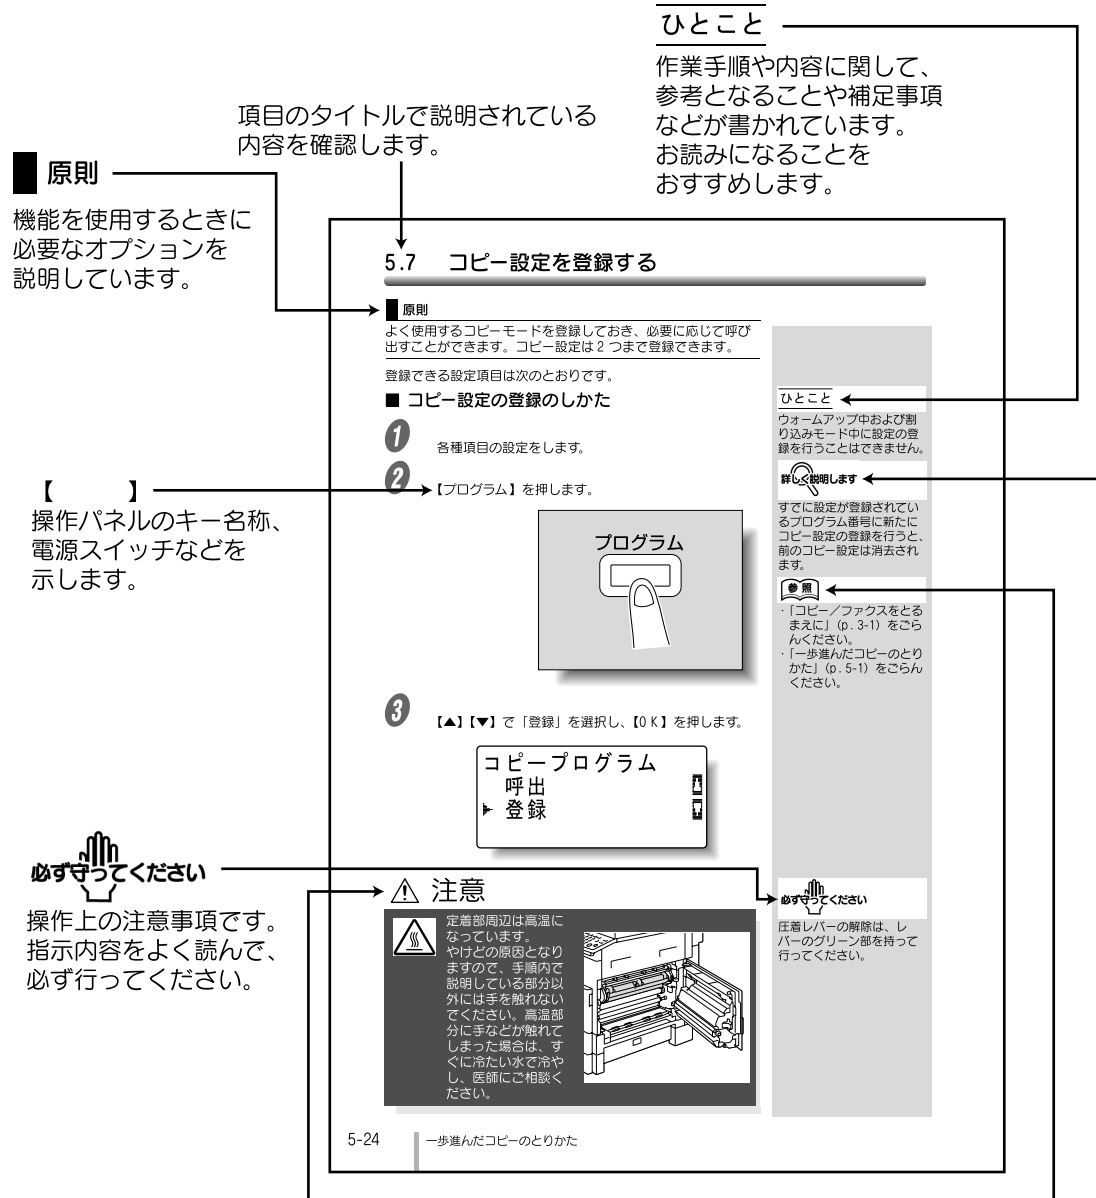 ひとこと
作業手順や内容に関して、
参考となることや補足事項
などが書かれています。
お読みになることを
おすすめします。
項目のタイトルで説明されている
内容を確認します。
原則
機能を使用するときに
必要なオプションを
説明しています。
【　　】
操作パネルのキー名称、
電源スイッチなどを
示します。
必ず守ってください
操作上の注意事項です。
指示内容をよく読んで、
必ず行ってください。
5.7 コピー設定を登録する
原則
よく使用するコピーモードを登録しておき、必要に応じて呼び
出すことができます。コピー設定は2つまで登録できます。
登録できる設定項目は次のとおりです。
■ コピー設定の登録のしかた
1 各種項目の設定をします。
2 【プログラム】を押します。
プログラム
3 【▲】【▼】で「登録」を選択し、【OK】を押します。
コピープログラム
呼出
登録
注意
定着部周辺は高温に
なっています。
やけどの原因となり
ますので、手順内で
説明している部分以
外には手を触れない
でください。高温部
分に手などが触れて
しまった場合は、す
ぐに冷たい水で冷や
し、医師にご相談く
ださい。
ひとこと
ウォームアップ中および割
り込みモード中に設定の登
録を行うことはできません。
詳しく説明します
すでに設定が登録されてい
るプログラム番号に新たに
コピー設定の登録を行うと、
前のコピー設定は消去され
ます。
参照
・「コピー／ファクスをとる
まえに」（p.3-1）をごら
んください。
・「一歩進んだコピーのとり
かた」（p.5-1）をごらん
ください。
必ず守ってください
圧着レバーの解除は、レ
バーのグリーン部を持って
行ってください。
5-24 一歩進んだコピーのとりかた